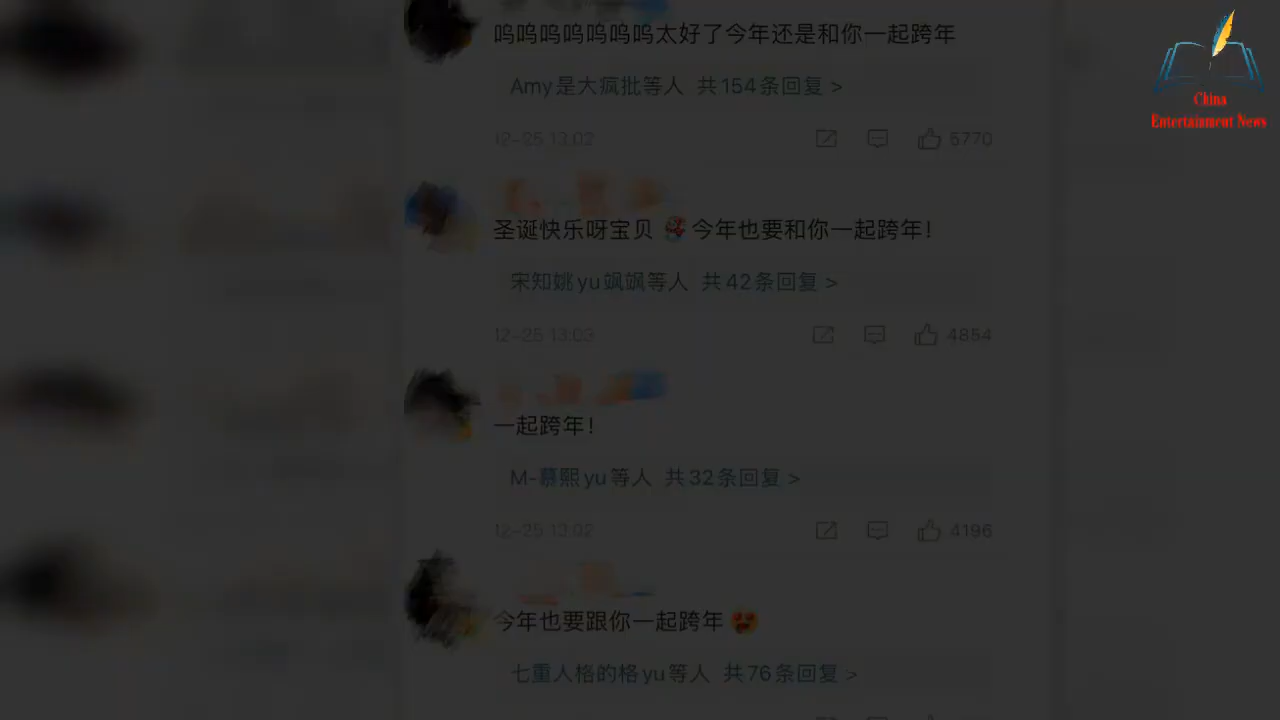 呜呜呜呜呜呜呜太好了今年还是和你一起跨年
Amy是大疯批等人 共154条回复 >
12-25 13:02
5770
China
Entertainment News
圣诞快乐呀宝贝 今年也要和你一起跨年!
宋知姚yu飒飒等人 共42条回复 >
12-25 13:03
4854
一起跨年!
M-慕熙yu等人 共32条回复 >
12-25 13:02
4196
今年也要跟你一起跨年
七重人格的格yu等人 共76条回复 >